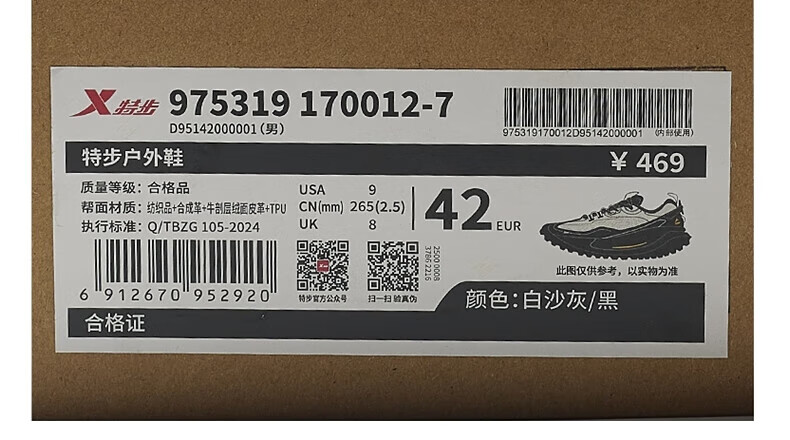 特步 975319 170012-7
D95142000001(男)
975319170012D95142000001 (内部使用)
特步户外鞋 ¥ 469
质量等级: 合格品
帮面材质: 纺织品+合成革+牛剖层绒面皮革+TPU
执行标准: Q/TBZG 105-2024
USA 9
CN(mm) 265(2.5)
UK 8
42 EUR
此图仅供参考，以实物为准
6 912670 952920
特步官方公众号
扫一扫 验真伪
2500 0008
3786 2216
颜色:白沙灰/黑
合格证